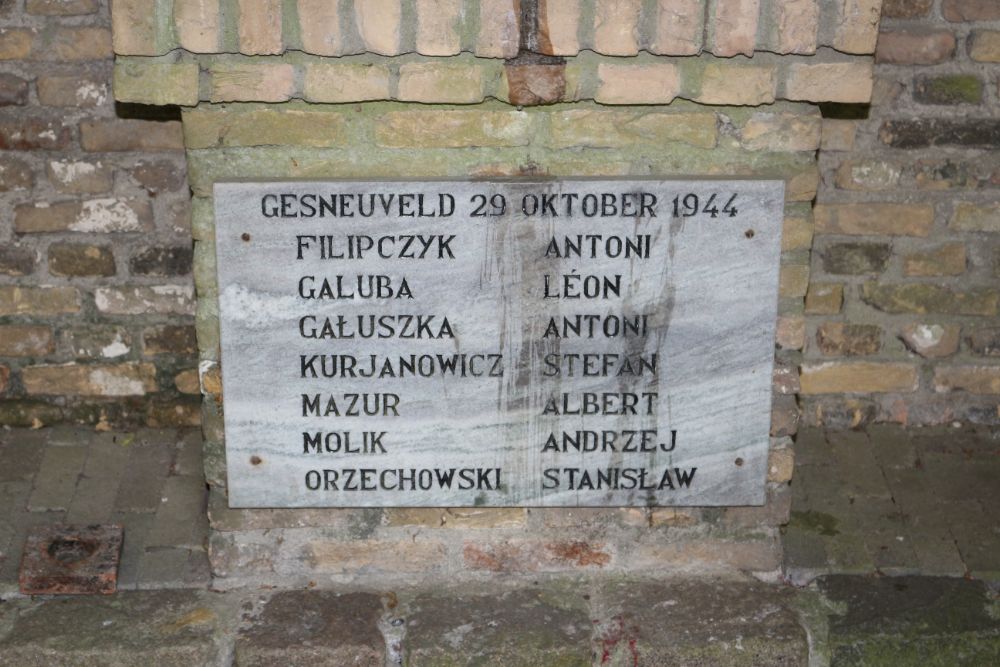 GESNEUVELD 29 OKTOBER 1944
FILIPCZYK ANTONI
GALUBA LÉON
GAŁUSZKA ANTONI
KURJANOWICZ STEFAN
MAZUR ALBERT
MOLIK ANDRZEJ
ORZECHOWSKI STANISŁAW